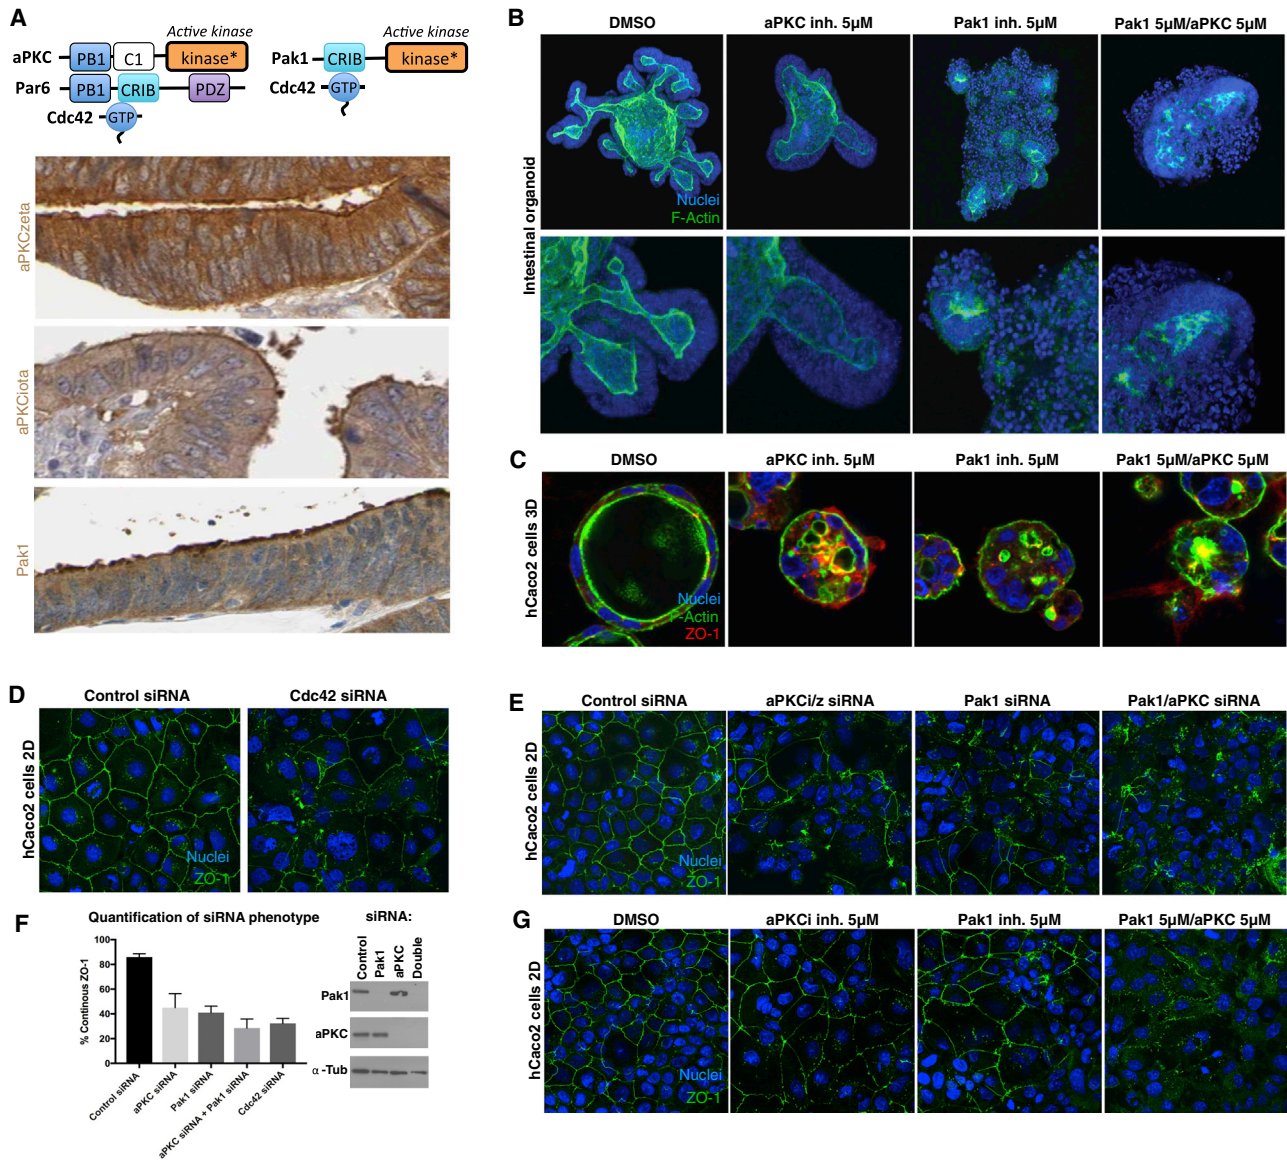 A
Active kinase
aPKC PB1 C1 kinase*
Par6 PB1 CRIB PDZ
Cdc42 GTP
Active kinase
Pak1 CRIB kinase*
Cdc42 GTP
aPKCzeta
aPKCiota
Pak1
B
DMSO aPKC inh. 5µM Pak1 inh. 5µM Pak1 5µM/aPKC 5µM
Intestinal organoid
Nuclei
F-Actin
C
DMSO aPKC inh. 5µM Pak1 inh. 5µM Pak1 5µM/aPKC 5µM
hCaco2 cells 3D
Nuclei
F-Actin
ZO-1
D
Control siRNA Cdc42 siRNA
hCaco2 cells 2D
Nuclei
ZO-1
E
Control siRNA aPKCi/z siRNA Pak1 siRNA Pak1/aPKC siRNA
hCaco2 cells 2D
Nuclei
ZO-1
F
Quantification of siRNA phenotype
% Continous ZO-1
100
80
60
40
20
0
Control siRNA
aPKC siRNA
Pak1 siRNA
aPKC siRNA + Pak1 siRNA
Cdc42 siRNA
siRNA:
Control
Pak1
aPKC
Double
Pak1
aPKC
α-Tub
G
DMSO aPKCi inh. 5µM Pak1 inh. 5µM Pak1 5µM/aPKC 5µM
hCaco2 cells 2D
Nuclei
ZO-1